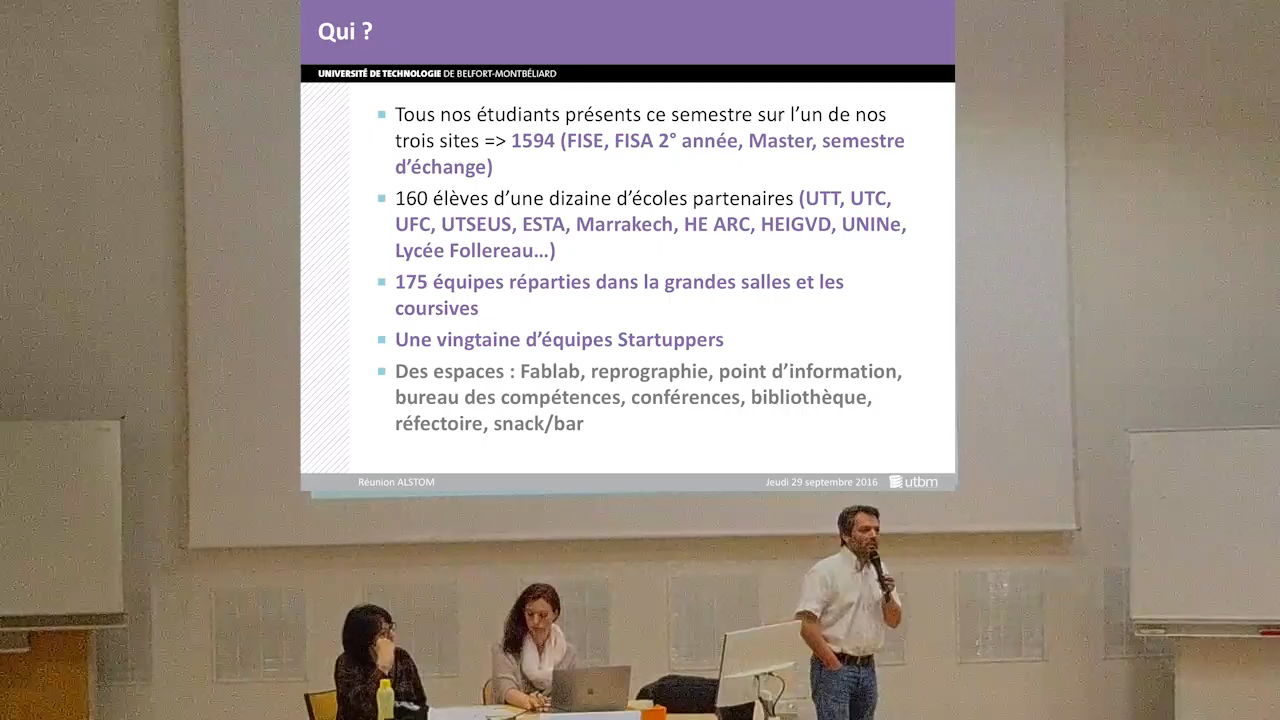 Qui ?
UNIVERSITÉ DE TECHNOLOGIE DE BELFORT-MONTBÉLIARD
Tous nos étudiants présents ce semestre sur l’un de nos
trois sites => 1594 (FISE, FISA 2° année, Master, semestre
d’échange)
160 élèves d’une dizaine d’écoles partenaires (UTT, UTC,
UFC, UTSEUS, ESTA, Marrakech, HE ARC, HEIGVD, UNINe,
Lycée Follereau…)
175 équipes réparties dans la grandes salles et les
coursives
Une vingtaine d’équipes Startuppers
Des espaces : Fablab, reprographie, point d’information,
bureau des compétences, conférences, bibliothèque,
réfectoire, snack/bar
Réunion ALSTOM
Jeudi 29 septembre 2016
utbm